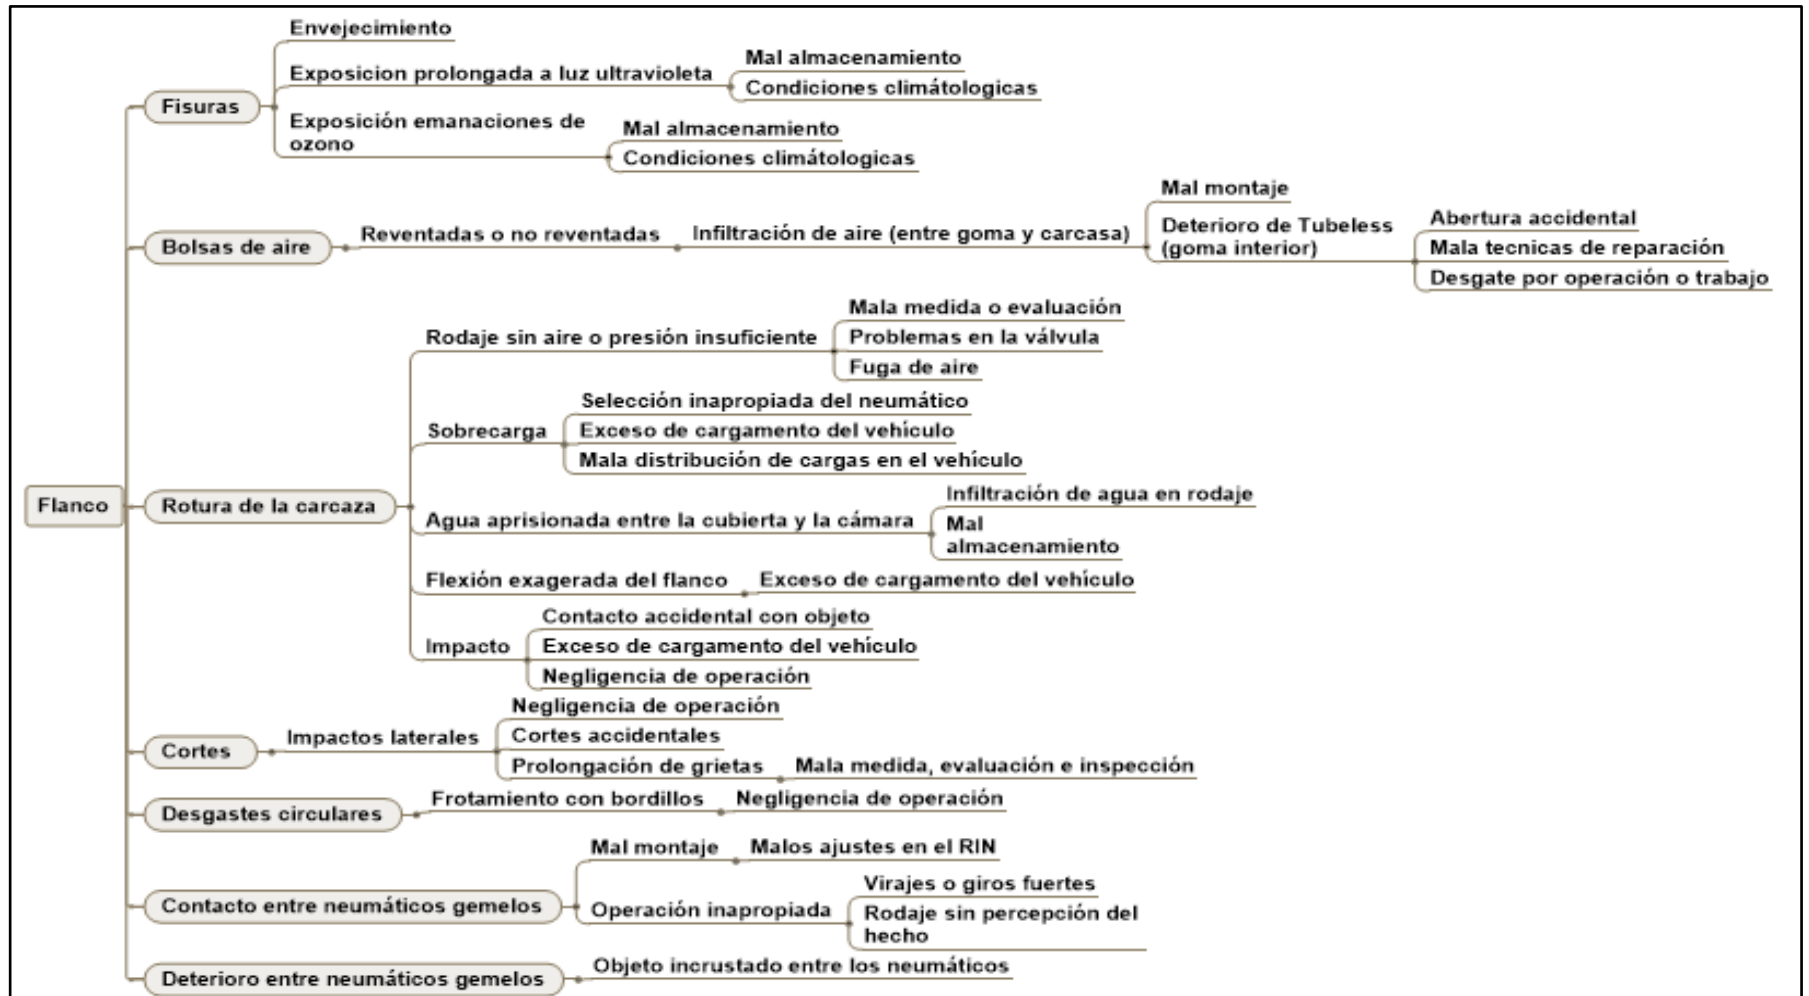 Flanco
Fisuras
Envejecimiento
Exposicion prolongada a luz ultravioleta
Mal almacenamiento
Condiciones climátologicas
Exposición emanaciones de
ozono
Mal almacenamiento
Condiciones climátologicas
Bolsas de aire
Reventadas o no reventadas
Infiltración de aire (entre goma y carcasa)
Mal montaje
Deterioro de Tubeless
(goma interior)
Abertura accidental
Mala tecnicas de reparación
Desgate por operación o trabajo
Rotura de la carcaza
Rodaje sin aire o presión insuficiente
Mala medida o evaluación
Problemas en la válvula
Fuga de aire
Sobrecarga
Selección inapropiada del neumático
Exceso de cargamento del vehículo
Mala distribución de cargas en el vehículo
Agua aprisionada entre la cubierta y la cámara
Infiltración de agua en rodaje
Mal
almacenamiento
Flexión exagerada del flanco
Exceso de cargamento del vehículo
Impacto
Contacto accidental con objeto
Exceso de cargamento del vehículo
Negligencia de operación
Cortes
Impactos laterales
Negligencia de operación
Cortes accidentales
Prolongación de grietas
Mala medida, evaluación e inspección
Desgastes circulares
Frotamiento con bordillos
Negligencia de operación
Contacto entre neumáticos gemelos
Mal montaje
Malos ajustes en el RIN
Operación inapropiada
Virajes o giros fuertes
Rodaje sin percepción del
hecho
Deterioro entre neumáticos gemelos
Objeto incrustado entre los neumáticos